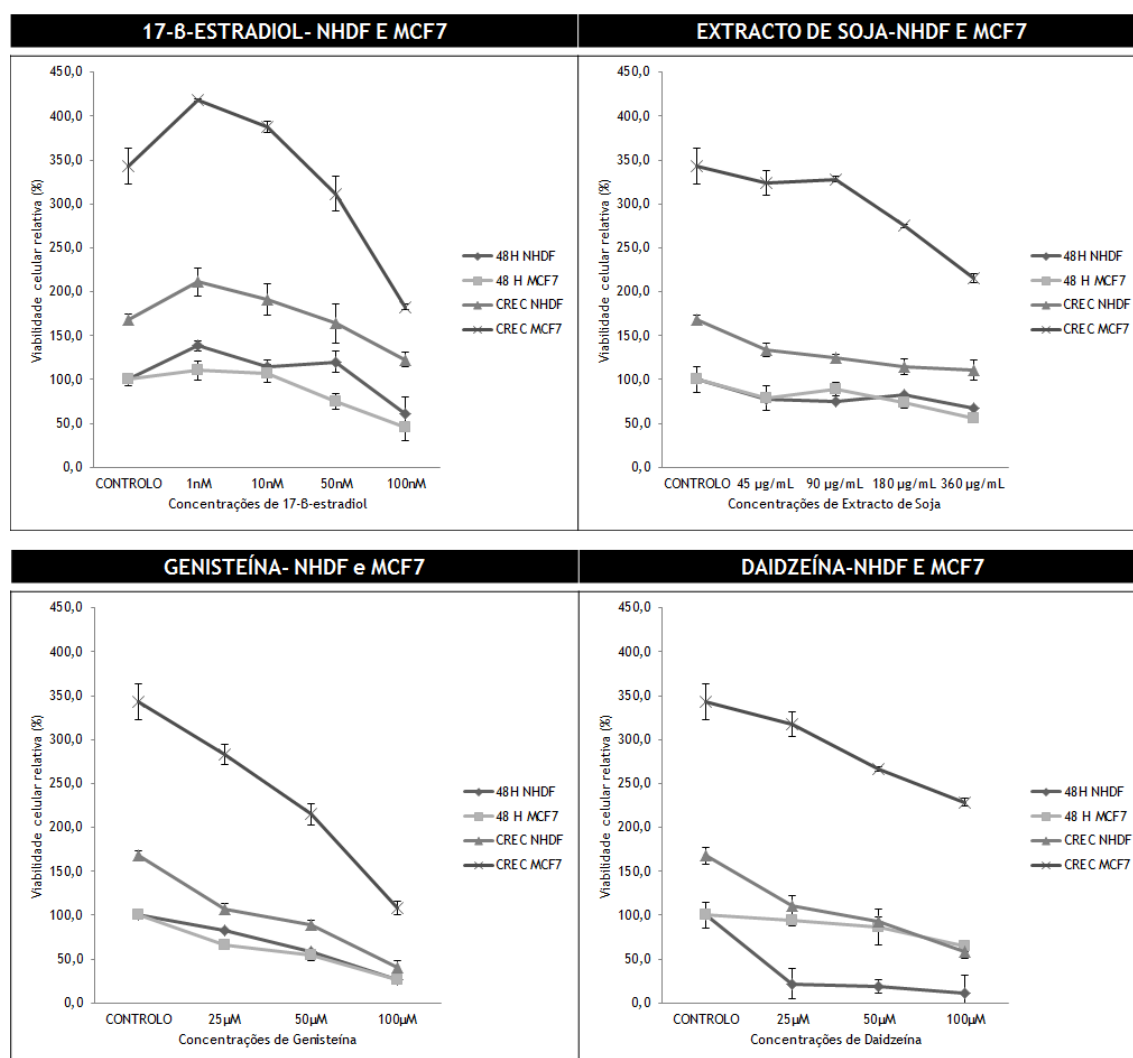 17-β-ESTRADIOL- NHDF E MCF7
450,0
400,0
350,0
300,0
250,0
200,0
150,0
100,0
50,0
0,0
Viabilidade celular relativa (%)
CONTROLO 1nM 10nM 50nM 100nM
Concentrações de 17-β-estradiol
48H NHDF
48 H MCF7
CREC NHDF
CREC MCF7
EXTRACTO DE SOJA-NHDF E MCF7
450,0
400,0
350,0
300,0
250,0
200,0
150,0
100,0
50,0
0,0
Viabilidade celular relativa (%)
CONTROLO 45 µg/mL 90 µg/mL 180 µg/mL 360 µg/mL
Concentrações de Extracto de Soja
48H NHDF
48 H MCF7
CREC NHDF
CREC MCF7
GENISTEÍNA- NHDF e MCF7
450,0
400,0
350,0
300,0
250,0
200,0
150,0
100,0
50,0
0,0
Viabilidade celular relativa (%)
CONTROLO 25µM 50µM 100µM
Concentrações de Genisteína
48H NHDF
48 H MCF7
CREC NHDF
CREC MCF7
DAIDZEÍNA-NHDF E MCF7
450,0
400,0
350,0
300,0
250,0
200,0
150,0
100,0
50,0
0,0
Viabilidade celular relativa (%)
CONTROLO 25µM 50µM 100µM
Concentrações de Daidzeína
48H NHDF
48 H MCF7
CREC NHDF
CREC MCF7